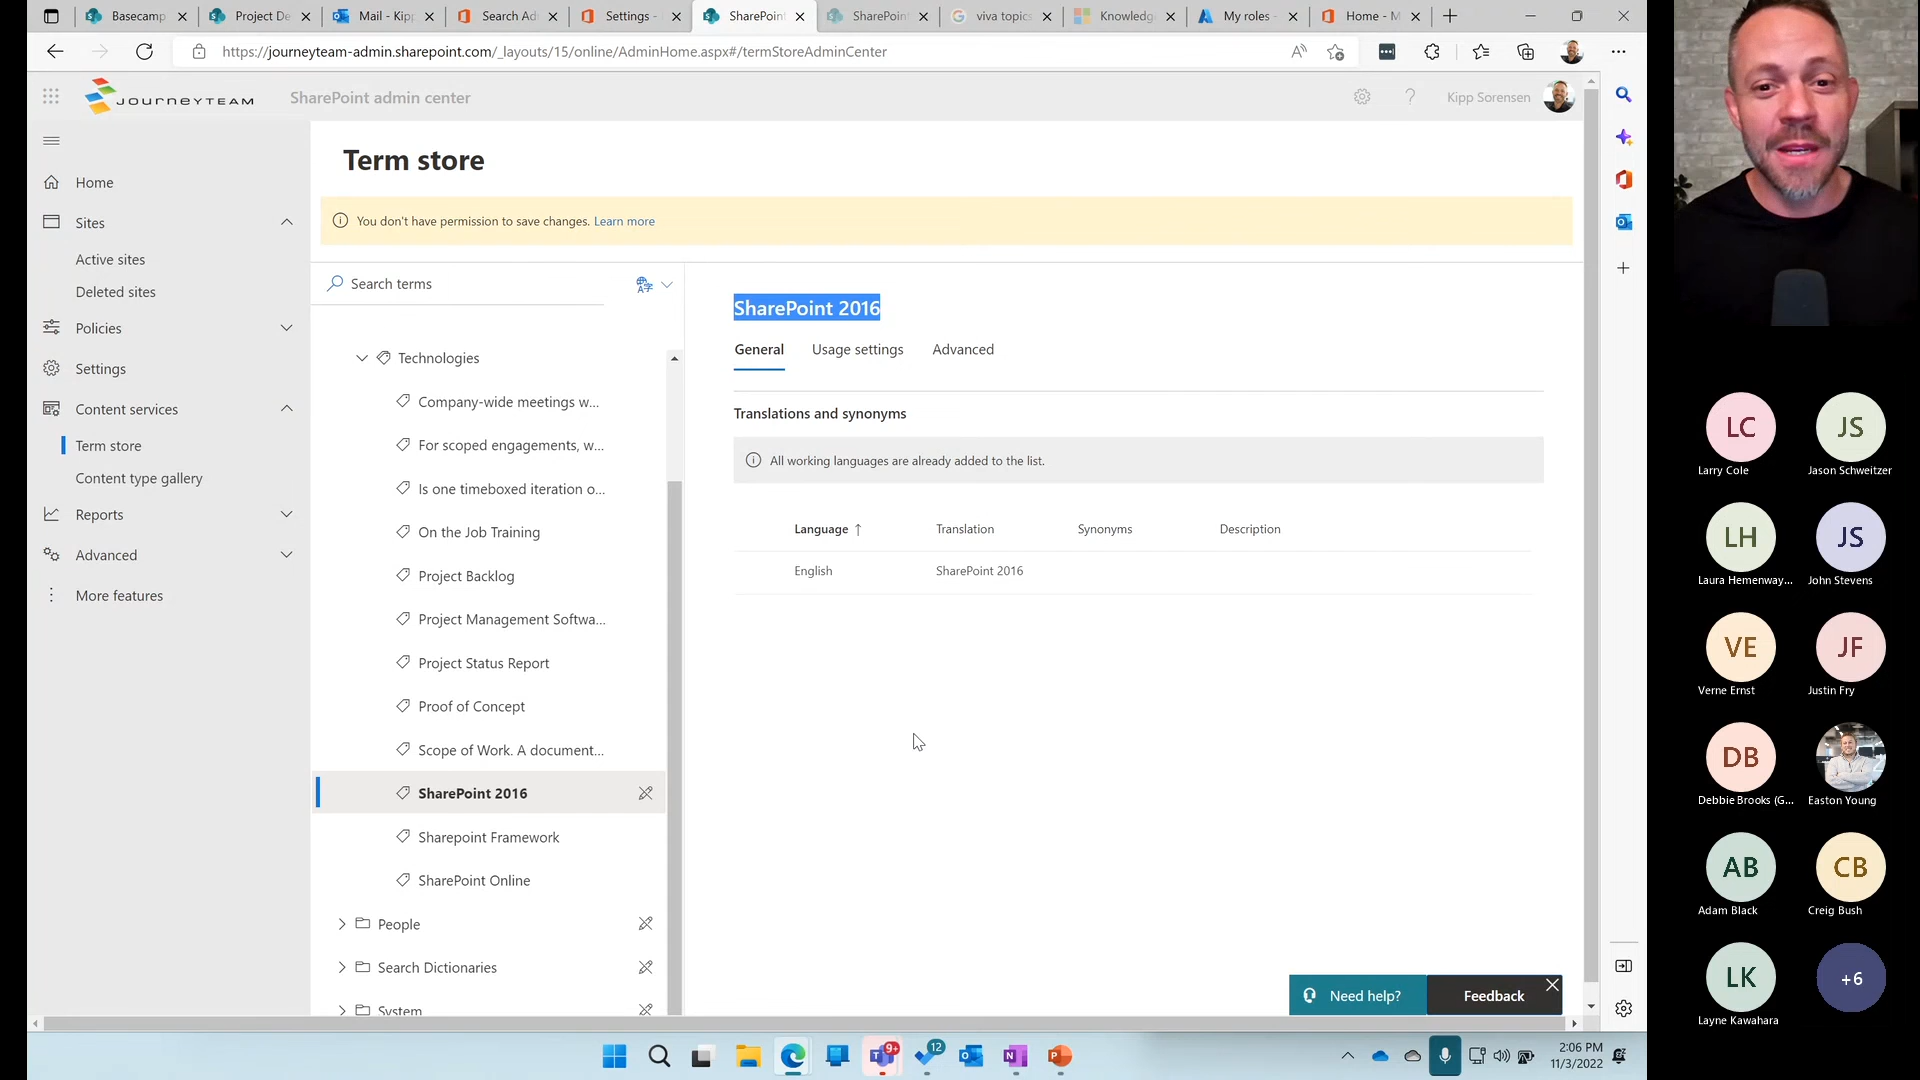 Basecamp
Project De
Mail - Kipp
Search Ad
Settings -
SharePoint
SharePoint
viva topics
Knowledg
My roles -
Home - M
https://journeyteam-admin.sharepoint.com/_layouts/15/online/AdminHome.aspx#/termStoreAdminCenter
JOURNEYTEAM
SharePoint admin center
Kipp Sorensen
Home
Sites
Active sites
Deleted sites
Policies
Settings
Content services
Term store
Content type gallery
Reports
Advanced
More features
Term store
You don't have permission to save changes. Learn more
Search terms
Technologies
Company-wide meetings w...
For scoped engagements, w...
Is one timeboxed iteration o...
On the Job Training
Project Backlog
Project Management Softwa...
Project Status Report
Proof of Concept
Scope of Work. A document...
SharePoint 2016
Sharepoint Framework
SharePoint Online
People
Search Dictionaries
System
SharePoint 2016
General Usage settings Advanced
Translations and synonyms
All working languages are already added to the list.
Language ↑ Translation Synonyms Description
English SharePoint 2016
Need help?
Feedback
LC
Larry Cole
JS
Jason Schweitzer
LH
Laura Hemenway...
JS
John Stevens
VE
Verne Ernst
JF
Justin Fry
DB
Debbie Brooks (G...
Easton Young
AB
Adam Black
CB
Creig Bush
LK
Layne Kawahara
+6
9+
12
2:06 PM
11/3/2022